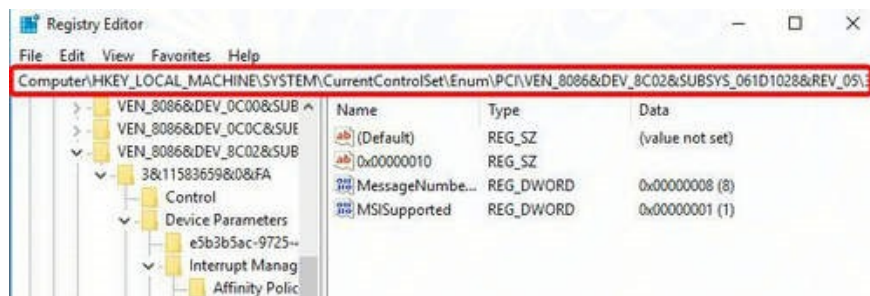 Registry Editor
File Edit View Favorites Help
Computer\HKEY_LOCAL_MACHINE\SYSTEM\CurrentControlSet\Enum\PCI\VEN_8086&DEV_8C02&SUBSYS_061D1028&REV_05\3
VEN_8086&DEV_0C00&SUB
VEN_8086&DEV_0C0C&SUE
VEN_8086&DEV_8C02&SUB
3&11583659&0&FA
Control
Device Parameters
e5b3b5ac-9725-
Interrupt Manag
Affinity Polic
Name Type Data
(Default) REG_SZ (value not set)
0x00000010 REG_SZ
MessageNumbe... REG_DWORD 0x00000008 (8)
MSISupported REG_DWORD 0x00000001 (1)